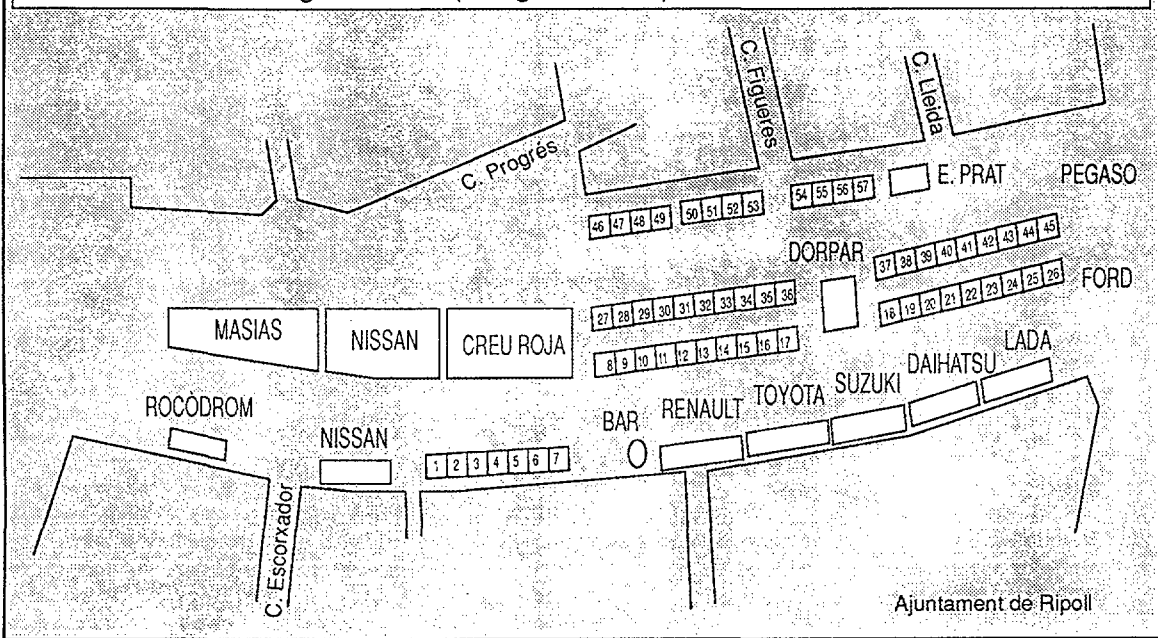 C. Figueres
C. Lleida
C. Progrés
E. PRAT
PEGASO
54 55 56 57
50 51 52 53
46 47 48 49
DORPAR
37 38 39 40 41 42 43 44 45
FORD
18 19 20 21 22 23 24 25 26
27 28 29 30 31 32 33 34 35 36
MASIAS
NISSAN
CREU ROJA
8 9 10 11 12 13 14 15 16 17
LADA
DAIHATSU
SUZUKI
TOYOTA
RENAULT
BAR
ROCÒDROM
NISSAN
1 2 3 4 5 6 7
C. Escorxador
Ajuntament de Ripoll